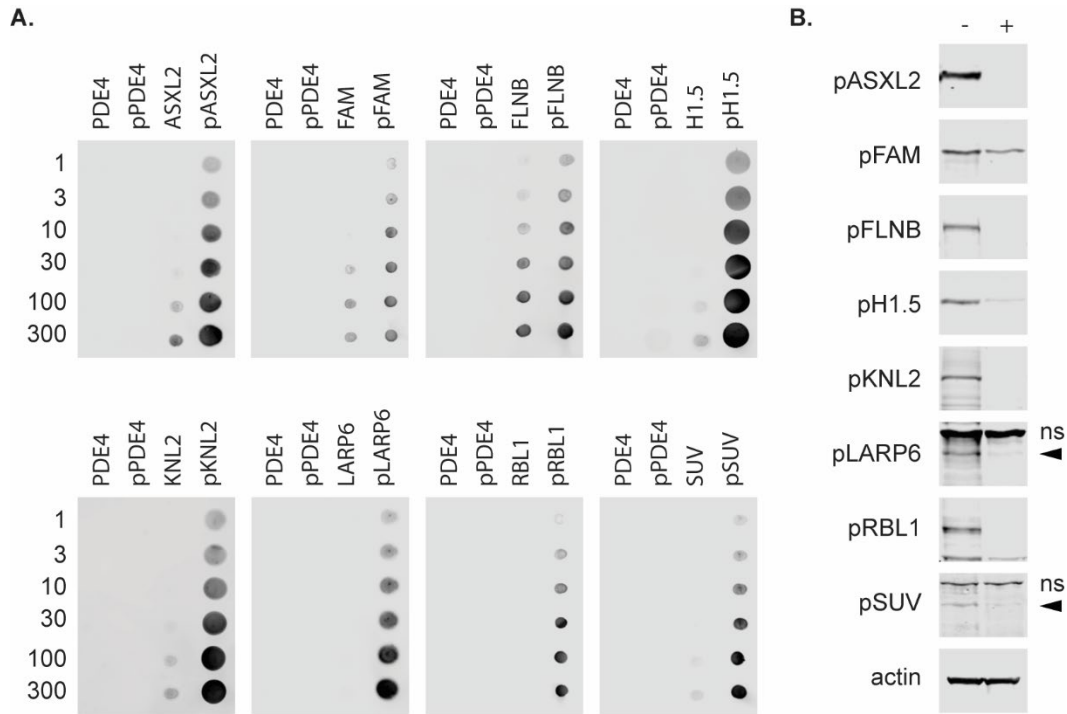 A.
PDE4 pPDE4 ASXL2 pASXL2
PDE4 pPDE4 FAM pFAM
PDE4 pPDE4 FLNB pFLNB
PDE4 pPDE4 H1.5 pH1.5
1
3
10
30
100
300
PDE4 pPDE4 KNL2 pKNL2
PDE4 pPDE4 LARP6 pLARP6
PDE4 pPDE4 RBL1 pRBL1
PDE4 pPDE4 SUV pSUV
1
3
10
30
100
300
B.
- +
pASXL2
pFAM
pFLNB
pH1.5
pKNL2
pLARP6 ns
pRBL1
pSUV ns
actin